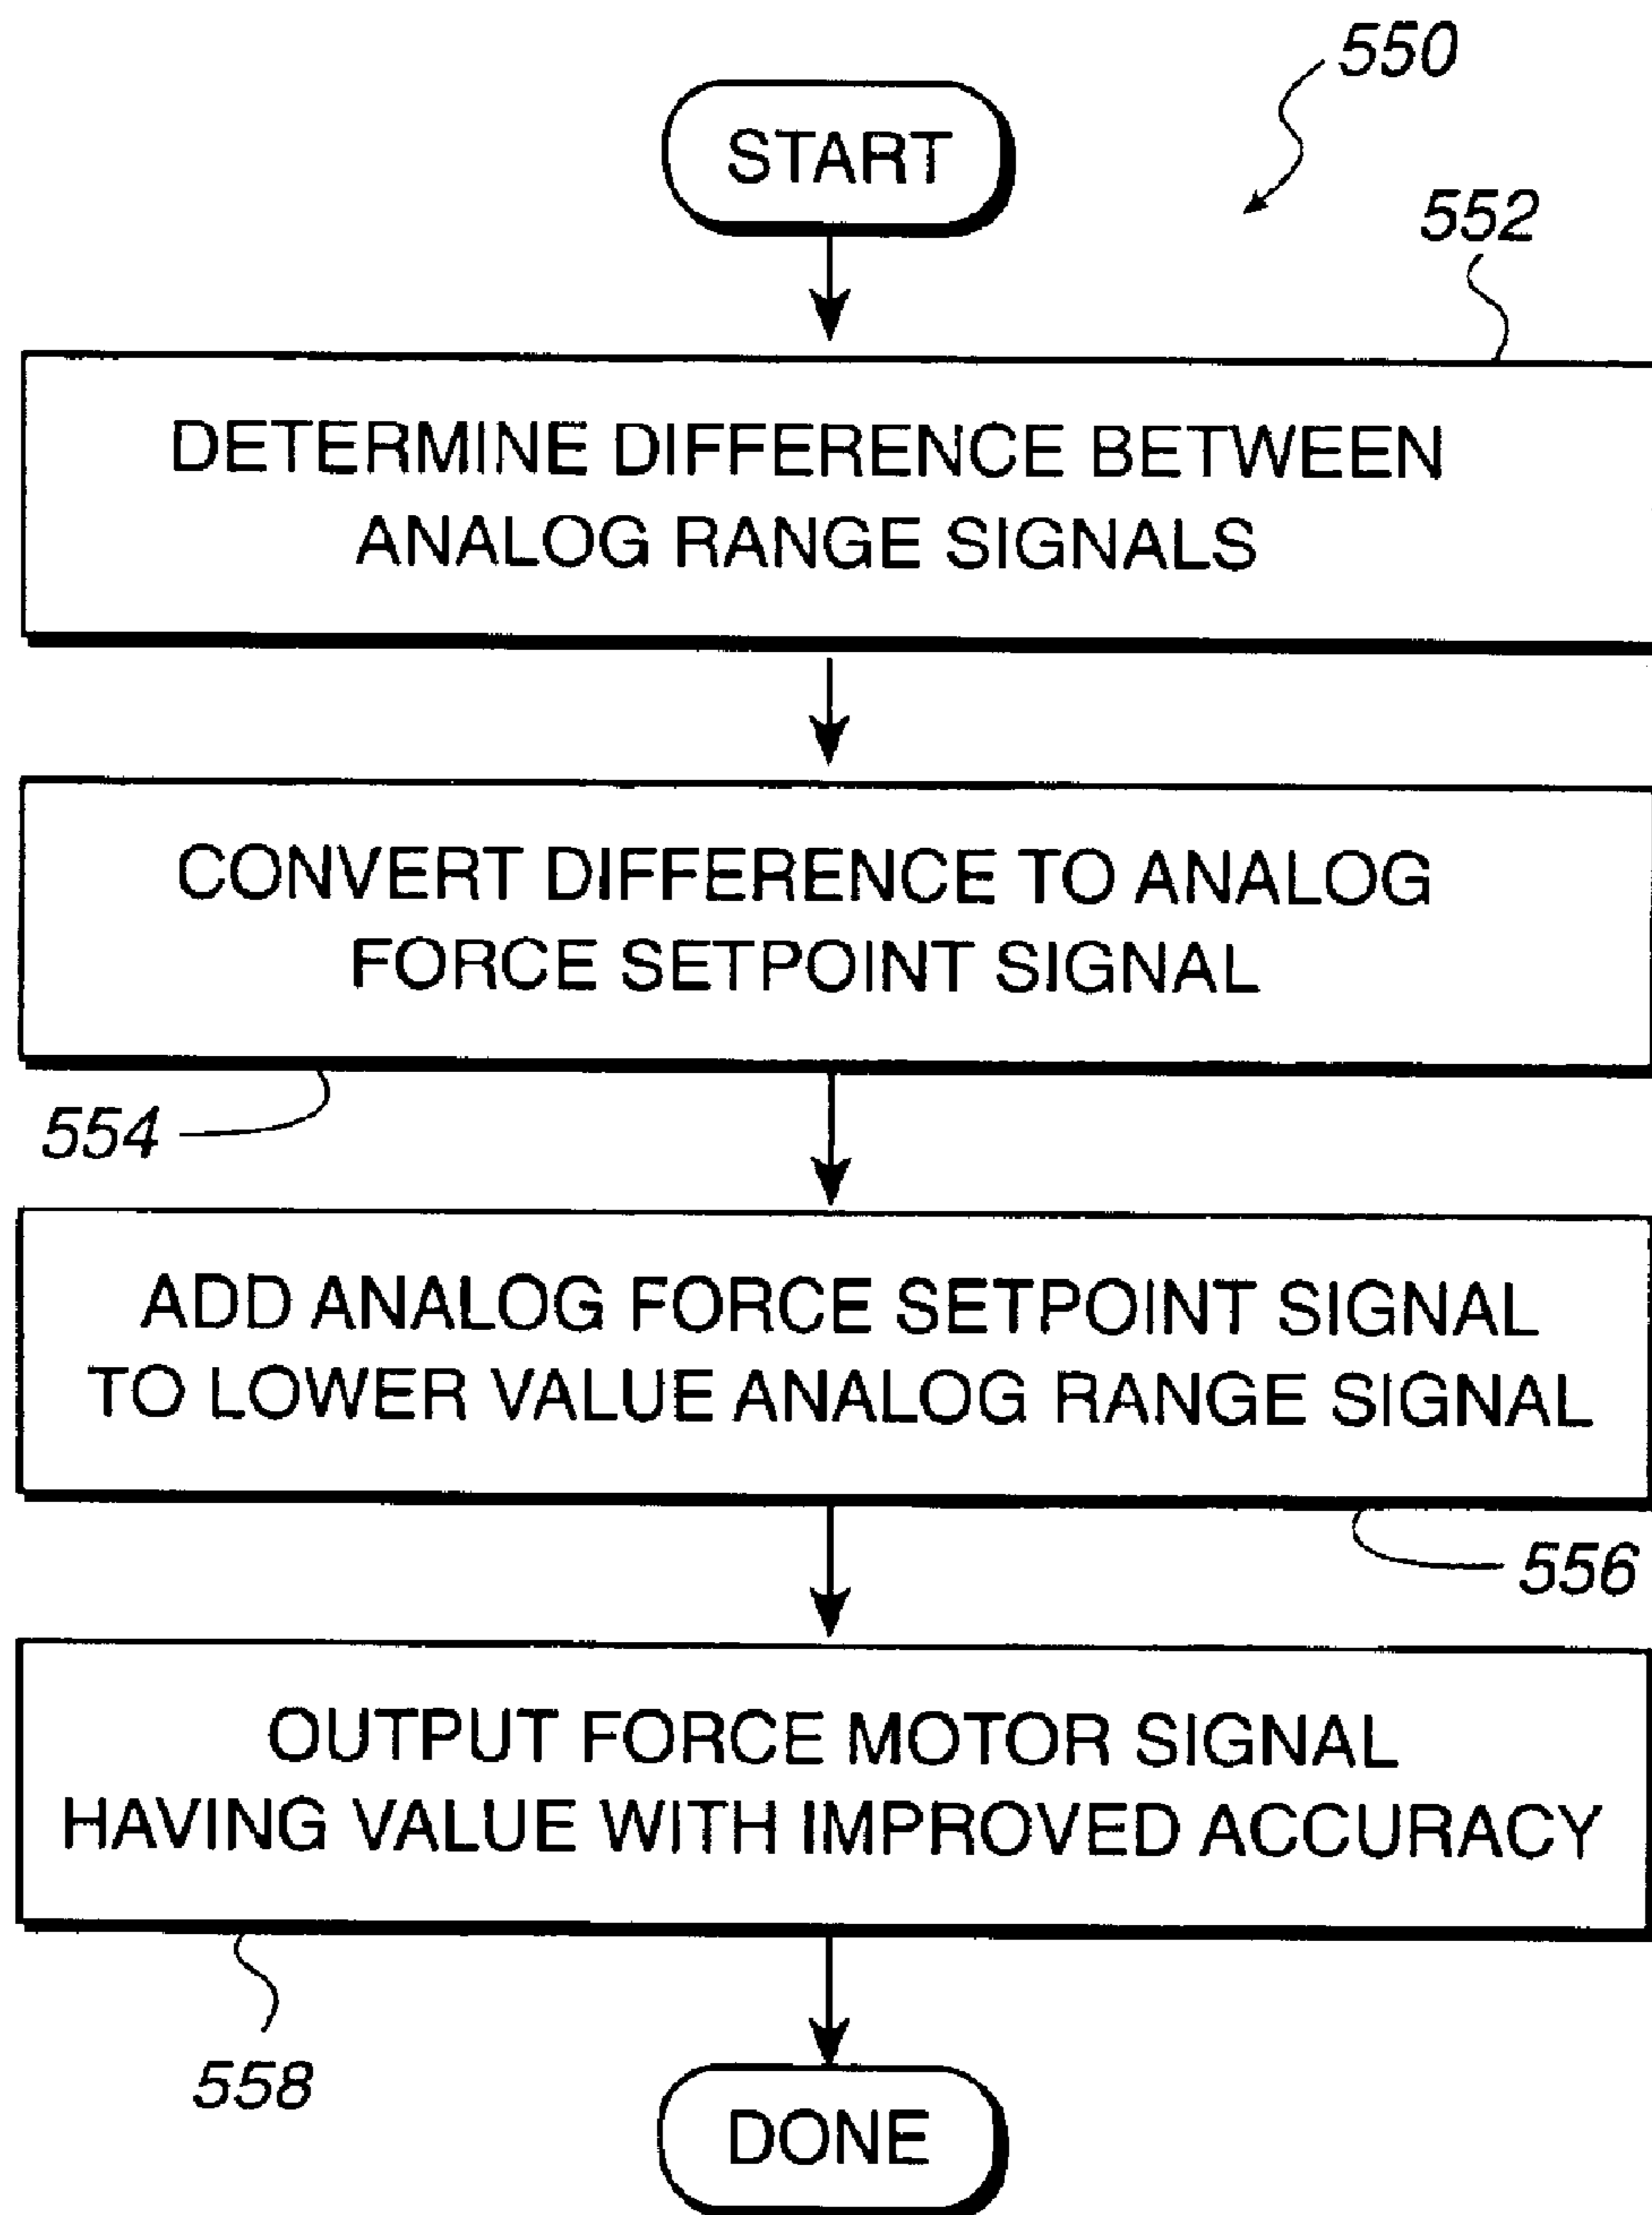 550
START
552
DETERMINE DIFFERENCE BETWEEN
ANALOG RANGE SIGNALS
CONVERT DIFFERENCE TO ANALOG
FORCE SETPOINT SIGNAL
554
ADD ANALOG FORCE SETPOINT SIGNAL
TO LOWER VALUE ANALOG RANGE SIGNAL
556
OUTPUT FORCE MOTOR SIGNAL
HAVING VALUE WITH IMPROVED ACCURACY
558
DONE